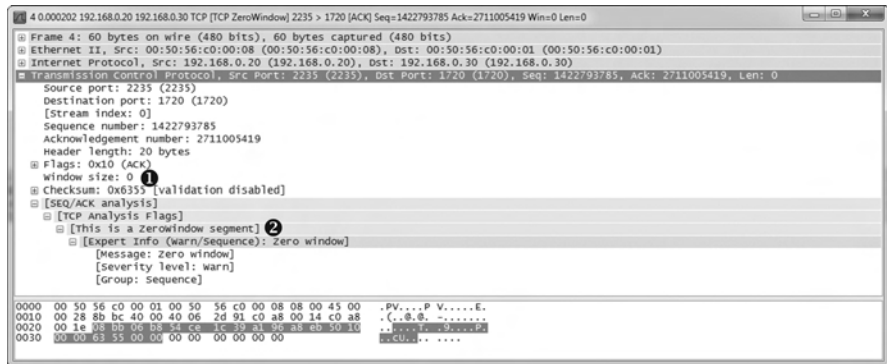 4 0.000202 192.168.0.20 192.168.0.30 TCP [TCP ZeroWindow] 2235 > 1720 [ACK] Seq=1422793785 Ack=2711005419 Win=0 Len=0
Frame 4: 60 bytes on wire (480 bits), 60 bytes captured (480 bits)
Ethernet II, Src: 00:50:56:c0:00:08 (00:50:56:c0:00:08), Dst: 00:50:56:c0:00:01 (00:50:56:c0:00:01)
Internet Protocol, Src: 192.168.0.20 (192.168.0.20), Dst: 192.168.0.30 (192.168.0.30)
Transmission Control Protocol, Src Port: 2235 (2235), Dst Port: 1720 (1720), Seq: 1422793785, Ack: 2711005419, Len: 0
Source port: 2235 (2235)
Destination port: 1720 (1720)
[Stream index: 0]
Sequence number: 1422793785
Acknowledgement number: 2711005419
Header length: 20 bytes
Flags: 0x10 (ACK)
Window size: 0 ❶
Checksum: 0x6355 [validation disabled]
[SEQ/ACK analysis]
[TCP Analysis Flags]
[This is a ZeroWindow segment] ❷
[Expert Info (Warn/Sequence): Zero window]
[Message: Zero window]
[Severity level: Warn]
[Group: Sequence]
0000 00 50 56 c0 00 01 00 50 56 c0 00 08 08 00 45 00 .PV....P V.....E.
0010 00 28 8b bc 40 00 40 06 2d 91 c0 a8 00 14 c0 a8 .(..@.@. -.......
0020 00 1e 08 bb 06 b8 54 ce 1c 39 a1 96 a8 eb 50 10 ......T. .9....P.
0030 00 00 63 55 00 00 00 00 00 00 00 00 ..cU.... ....